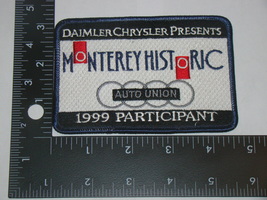 DAIMLERCHRYSLER PRESENTS
MONTEREY HISTORIC
AUTO UNION
1999 PARTICIPANT